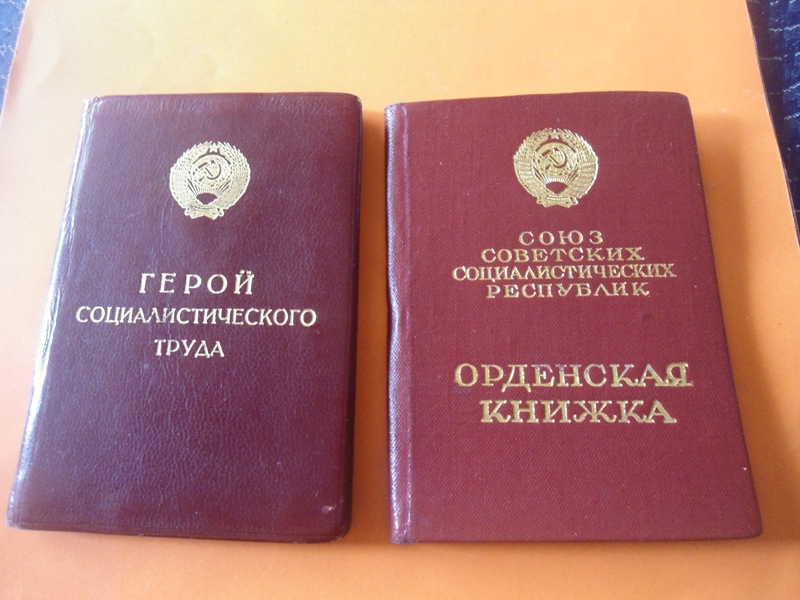 ГЕРОЙ
СОЦИАЛИСТИЧЕСКОГО
ТРУДА
СОЮЗ
СОВЕТСКИХ
СОЦИАЛИСТИЧЕСКИХ
РЕСПУБЛИК
ОРДЕНСКАЯ
КНИЖКА